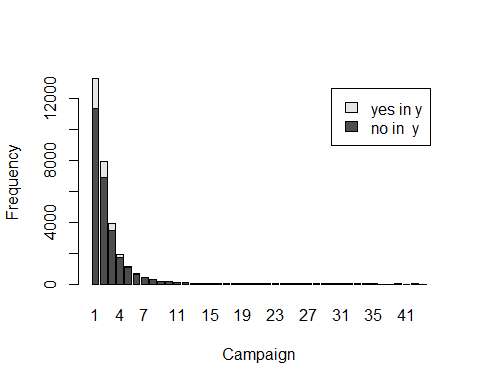 yes in y
no in y
Frequency
12000
8000
4000
0
1 4 7 11 15 19 23 27 31 35 41
Campaign